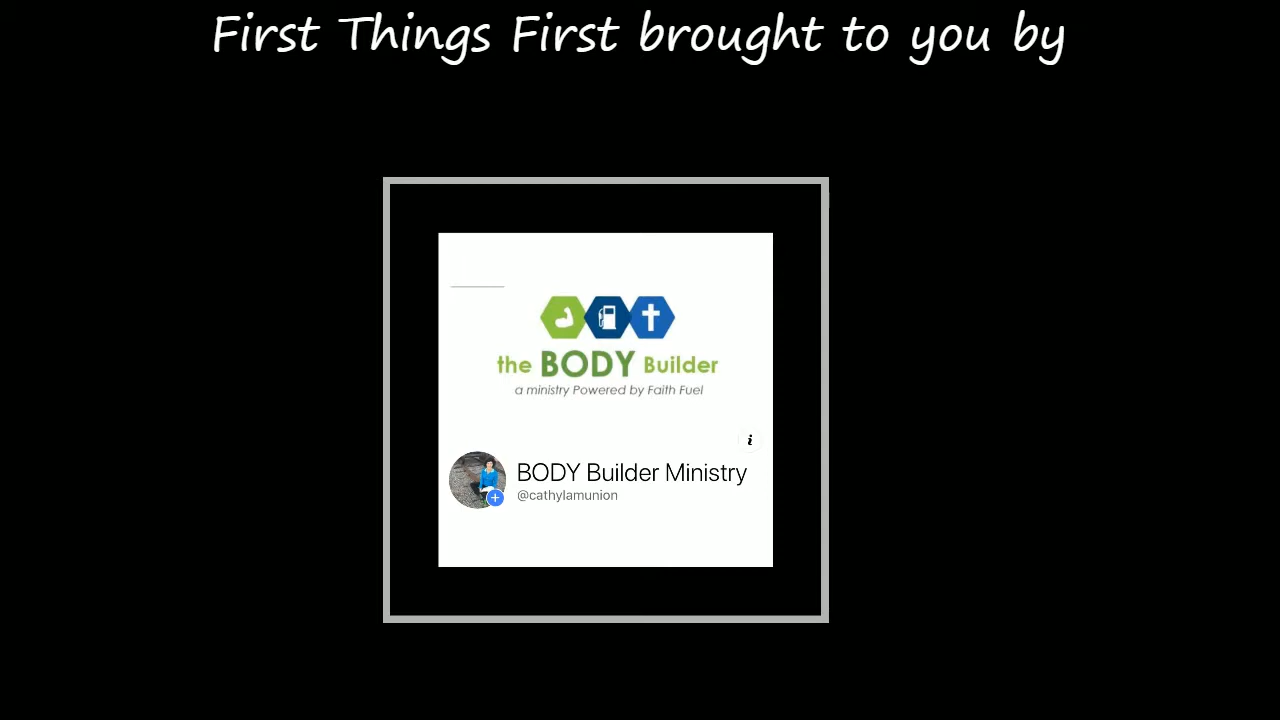 First Things First brought to you by
the BODY Builder
a ministry Powered by Faith Fuel
i
BODY Builder Ministry
@cathylamunion